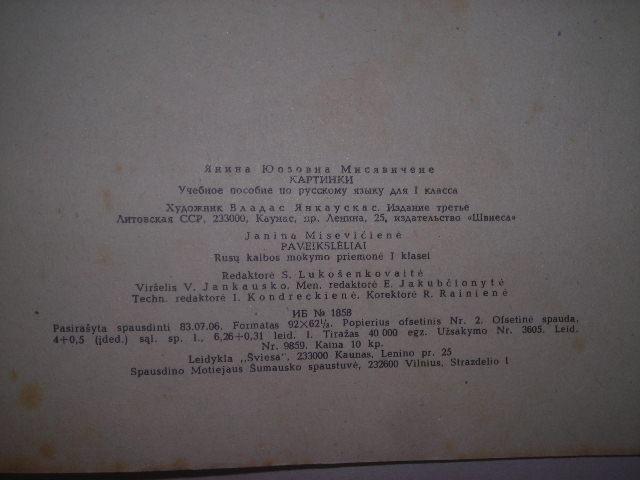 Янина Юозовна Мисявичене
КАРТИНКИ
Учебное пособие по русскому языку для I класса
Художник Владас Янкаускас. Издание третье
Литовская ССР, 233000, Каунас, пр. Ленина, 25, издательство «Швиеса»
Janina Misevičienė
PAVEIKSLĖLIAI
Rusų kalbos mokymo priemonė I klasei
Redaktorė S. Lukošenkovaitė
Viršelis V. Jankausko. Men. redaktorė E. Jakubčionytė
Techn. redaktorė I. Kondreckienė. Korektorė R. Rainienė
ИБ № 1858
Pasirašyta spausdinti 83.07.06. Formatas 92×62¹/₈. Popierius ofsetinis Nr. 2. Ofsetinė spauda,
4+0,5 (įded.) sąl. sp. l., 6,26+0,31 leid. l. Tiražas 40 000 egz. Užsakymo Nr. 3605. Leid.
Nr. 9859. Kaina 10 kp.
Leidykla „Šviesa", 233000 Kaunas, Lenino pr. 25
Spausdino Motiejaus Šumausko spaustuvė, 232600 Vilnius, Strazdelio 1